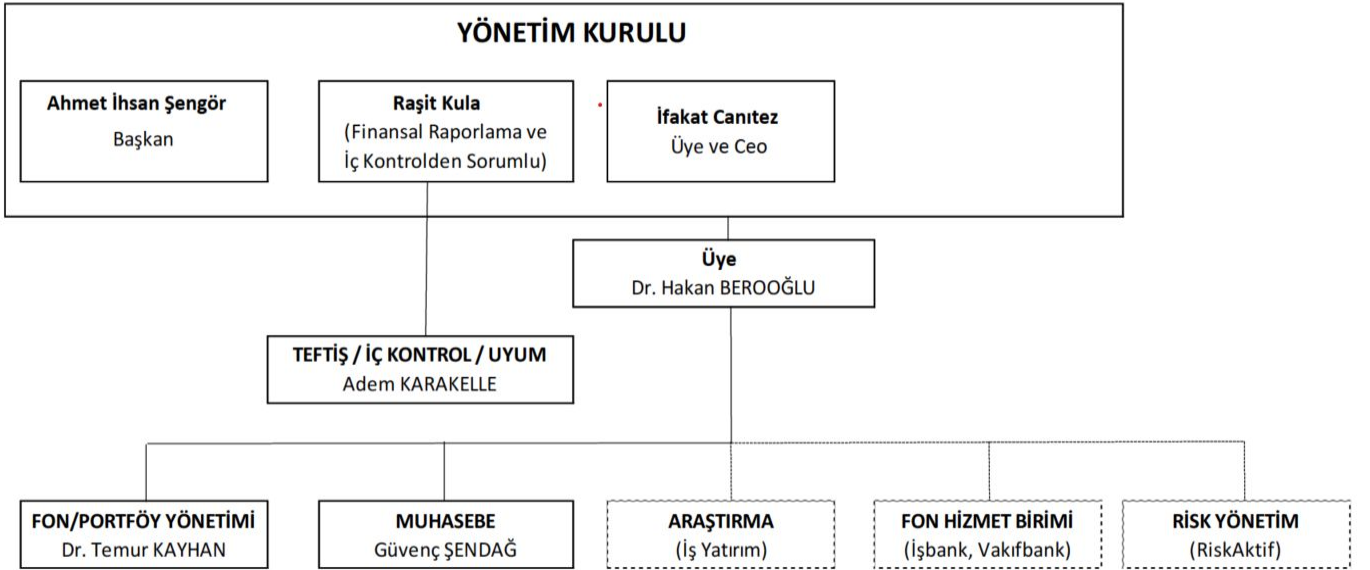 YÖNETİM KURULU
Ahmet İhsan Şengör
Başkan
Raşit Kula
(Finansal Raporlama ve
İç Kontrolden Sorumlu)
İfakat Canıtez
Üye ve Ceo
Üye
Dr. Hakan BEROOĞLU
TEFTİŞ / İÇ KONTROL / UYUM
Adem KARAKELLE
FON/PORTFÖY YÖNETİMİ
Dr. Temur KAYHAN
MUHASEBE
Güvenç ŞENDAĞ
ARAŞTIRMA
(İş Yatırım)
FON HİZMET BİRİMİ
(İşbank, Vakıfbank)
RİSK YÖNETİM
(RiskAktif)